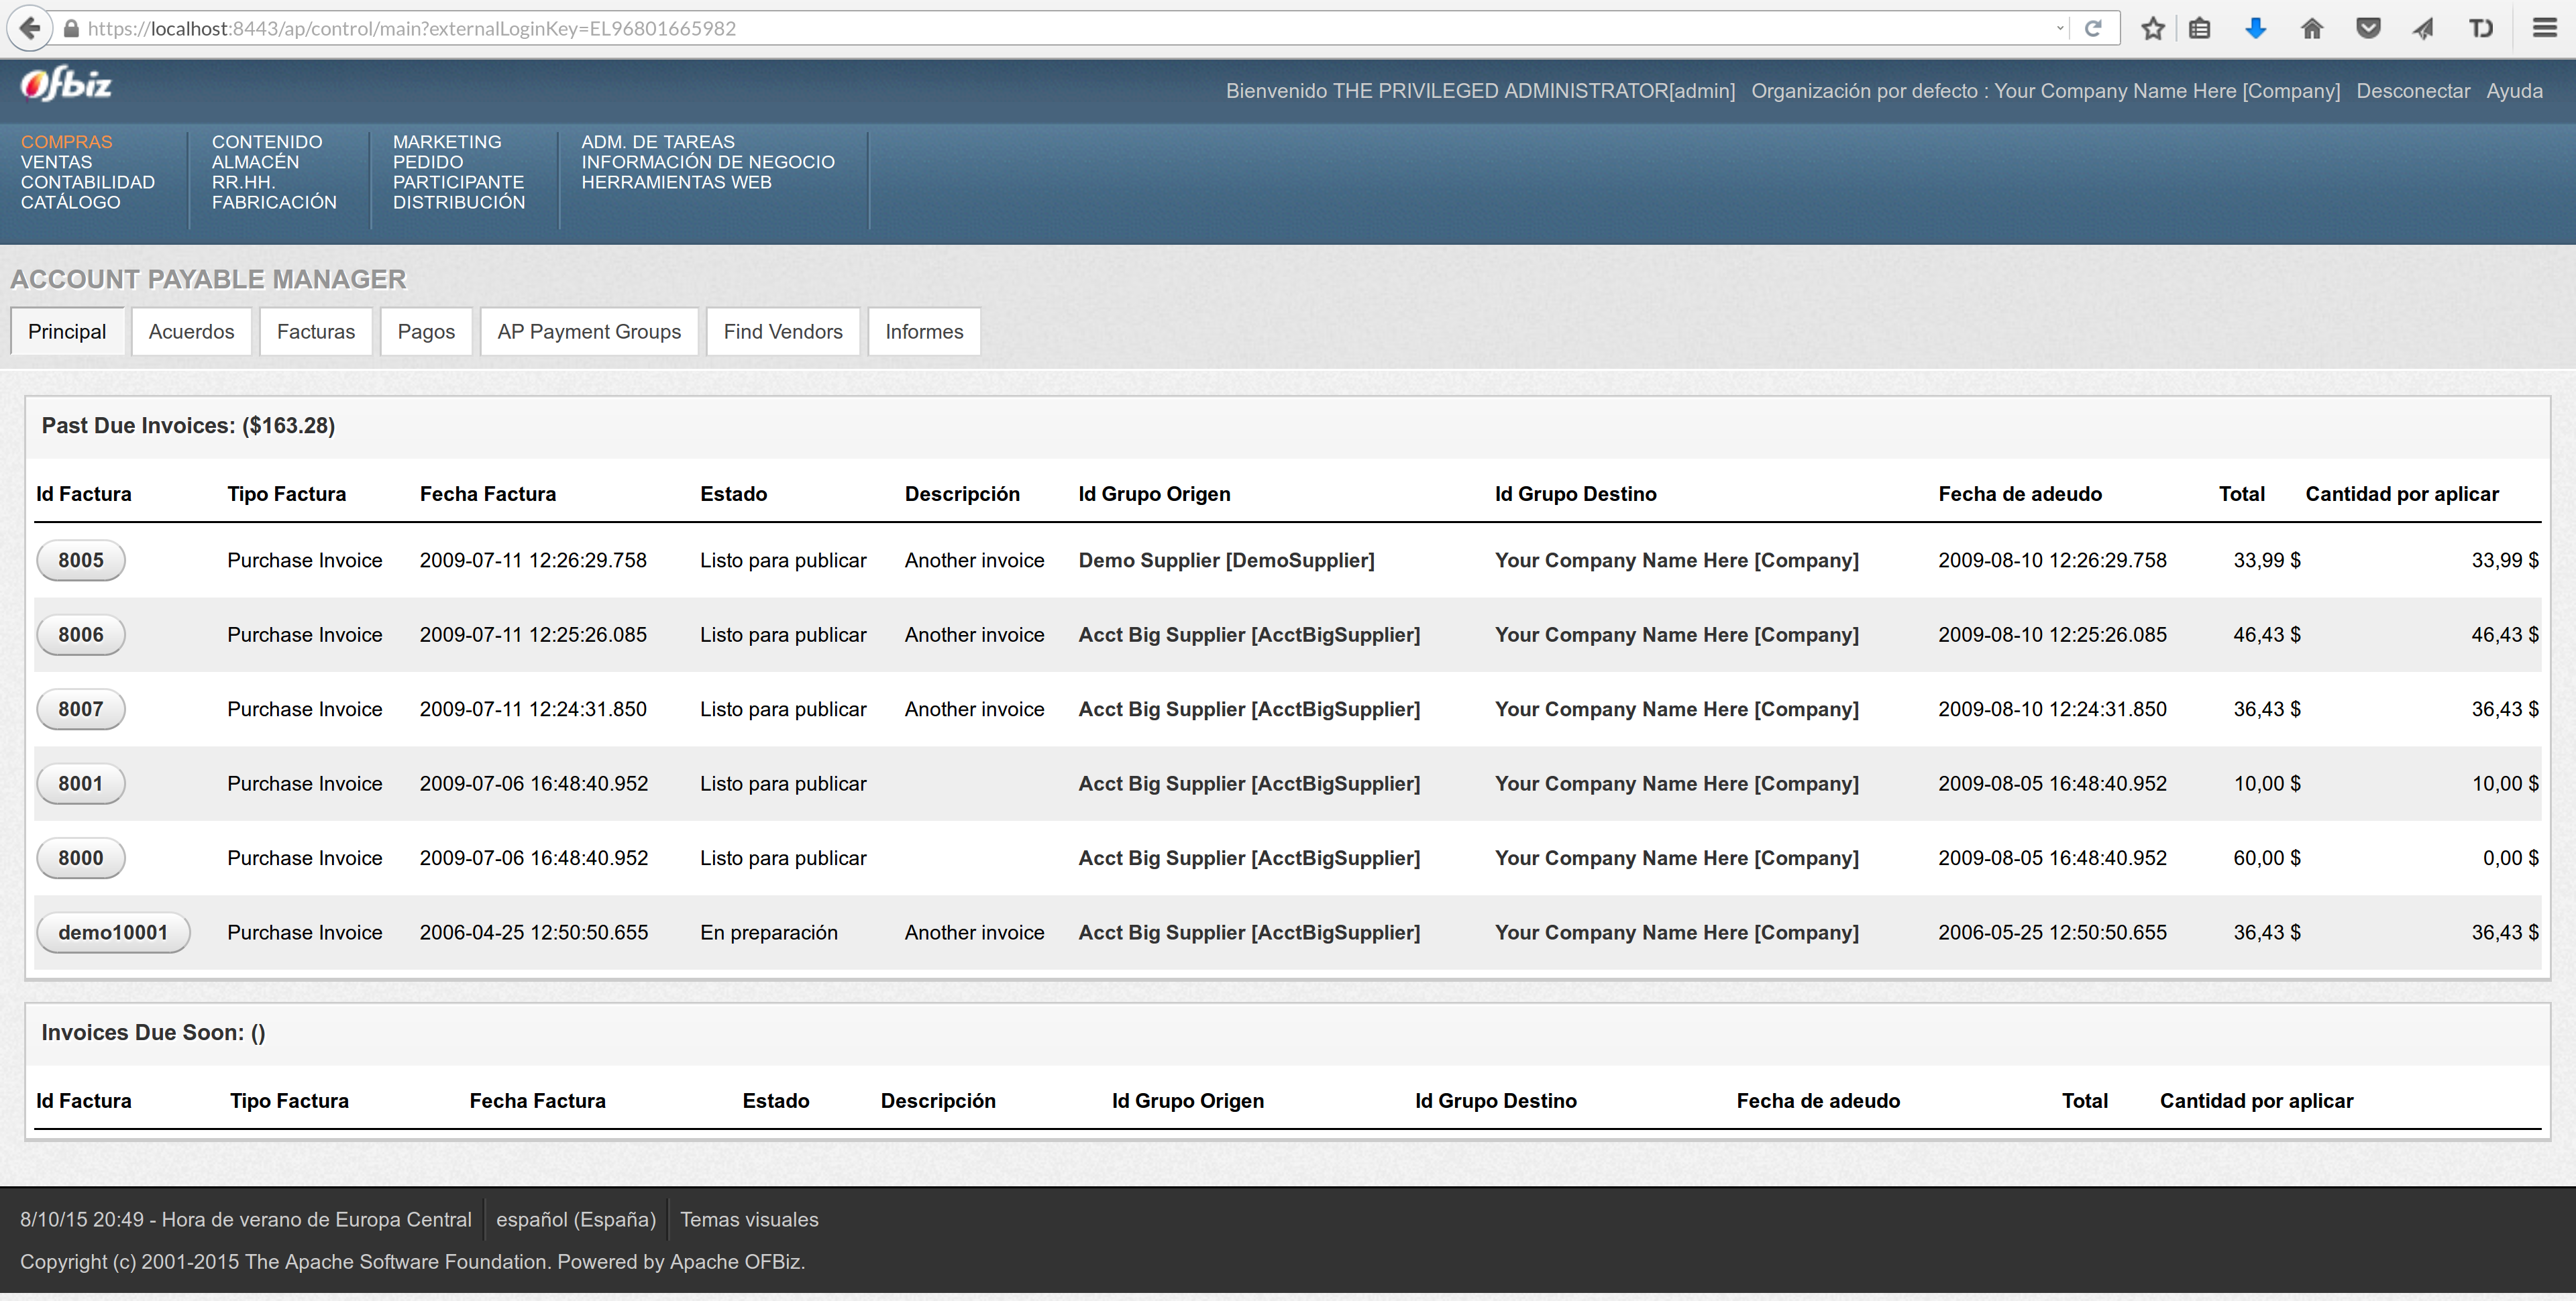 https://localhost:8443/ap/control/main?externalLoginKey=EL96801665982
Ofbiz
Bienvenido THE PRIVILEGED ADMINISTRATOR[admin] Organización por defecto : Your Company Name Here [Company] Desconectar Ayuda
COMPRAS CONTENIDO MARKETING ADM. DE TAREAS
VENTAS ALMACÉN PEDIDO INFORMACIÓN DE NEGOCIO
CONTABILIDAD RR.HH. PARTICIPANTE HERRAMIENTAS WEB
CATÁLOGO FABRICACIÓN DISTRIBUCIÓN
ACCOUNT PAYABLE MANAGER
Principal Acuerdos Facturas Pagos AP Payment Groups Find Vendors Informes
Past Due Invoices: ($163.28)
Id Factura Tipo Factura Fecha Factura Estado Descripción Id Grupo Origen Id Grupo Destino Fecha de adeudo Total Cantidad por aplicar
8005 Purchase Invoice 2009-07-11 12:26:29.758 Listo para publicar Another invoice Demo Supplier [DemoSupplier] Your Company Name Here [Company] 2009-08-10 12:26:29.758 33,99 $ 33,99 $
8006 Purchase Invoice 2009-07-11 12:25:26.085 Listo para publicar Another invoice Acct Big Supplier [AcctBigSupplier] Your Company Name Here [Company] 2009-08-10 12:25:26.085 46,43 $ 46,43 $
8007 Purchase Invoice 2009-07-11 12:24:31.850 Listo para publicar Another invoice Acct Big Supplier [AcctBigSupplier] Your Company Name Here [Company] 2009-08-10 12:24:31.850 36,43 $ 36,43 $
8001 Purchase Invoice 2009-07-06 16:48:40.952 Listo para publicar Acct Big Supplier [AcctBigSupplier] Your Company Name Here [Company] 2009-08-05 16:48:40.952 10,00 $ 10,00 $
8000 Purchase Invoice 2009-07-06 16:48:40.952 Listo para publicar Acct Big Supplier [AcctBigSupplier] Your Company Name Here [Company] 2009-08-05 16:48:40.952 60,00 $ 0,00 $
demo10001 Purchase Invoice 2006-04-25 12:50:50.655 En preparación Another invoice Acct Big Supplier [AcctBigSupplier] Your Company Name Here [Company] 2006-05-25 12:50:50.655 36,43 $ 36,43 $
Invoices Due Soon: ()
Id Factura Tipo Factura Fecha Factura Estado Descripción Id Grupo Origen Id Grupo Destino Fecha de adeudo Total Cantidad por aplicar
8/10/15 20:49 - Hora de verano de Europa Central español (España) Temas visuales
Copyright (c) 2001-2015 The Apache Software Foundation. Powered by Apache OFBiz.